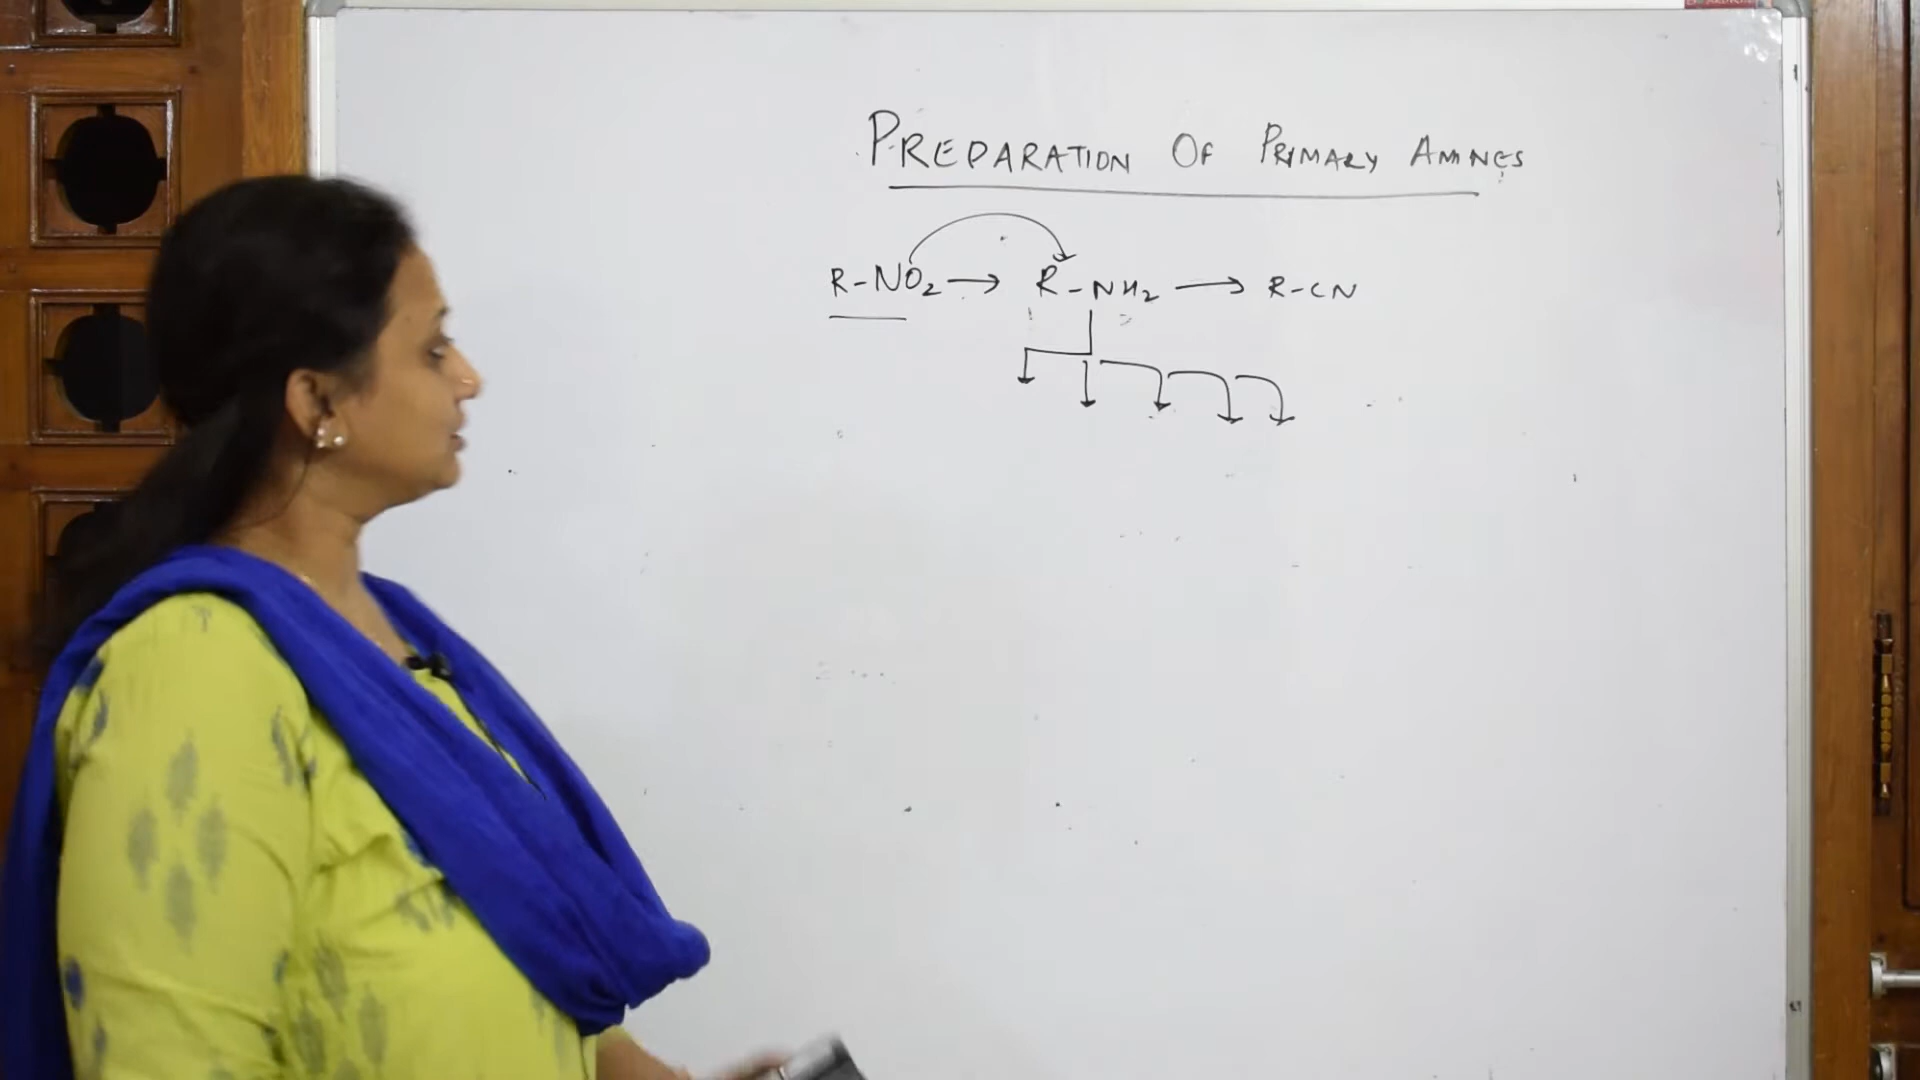 PREPARATION OF PRIMARY AMINES
R-NO₂ → R-NH₂ → R-CN